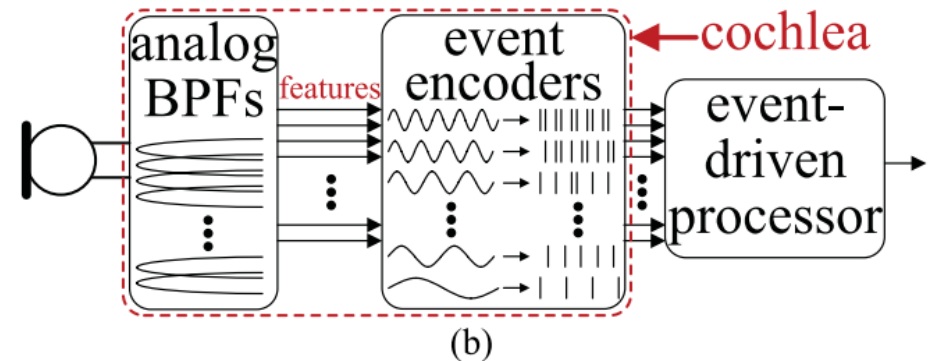 analog
BPFs
features
event
encoders
cochlea
event-
driven
processor
(b)